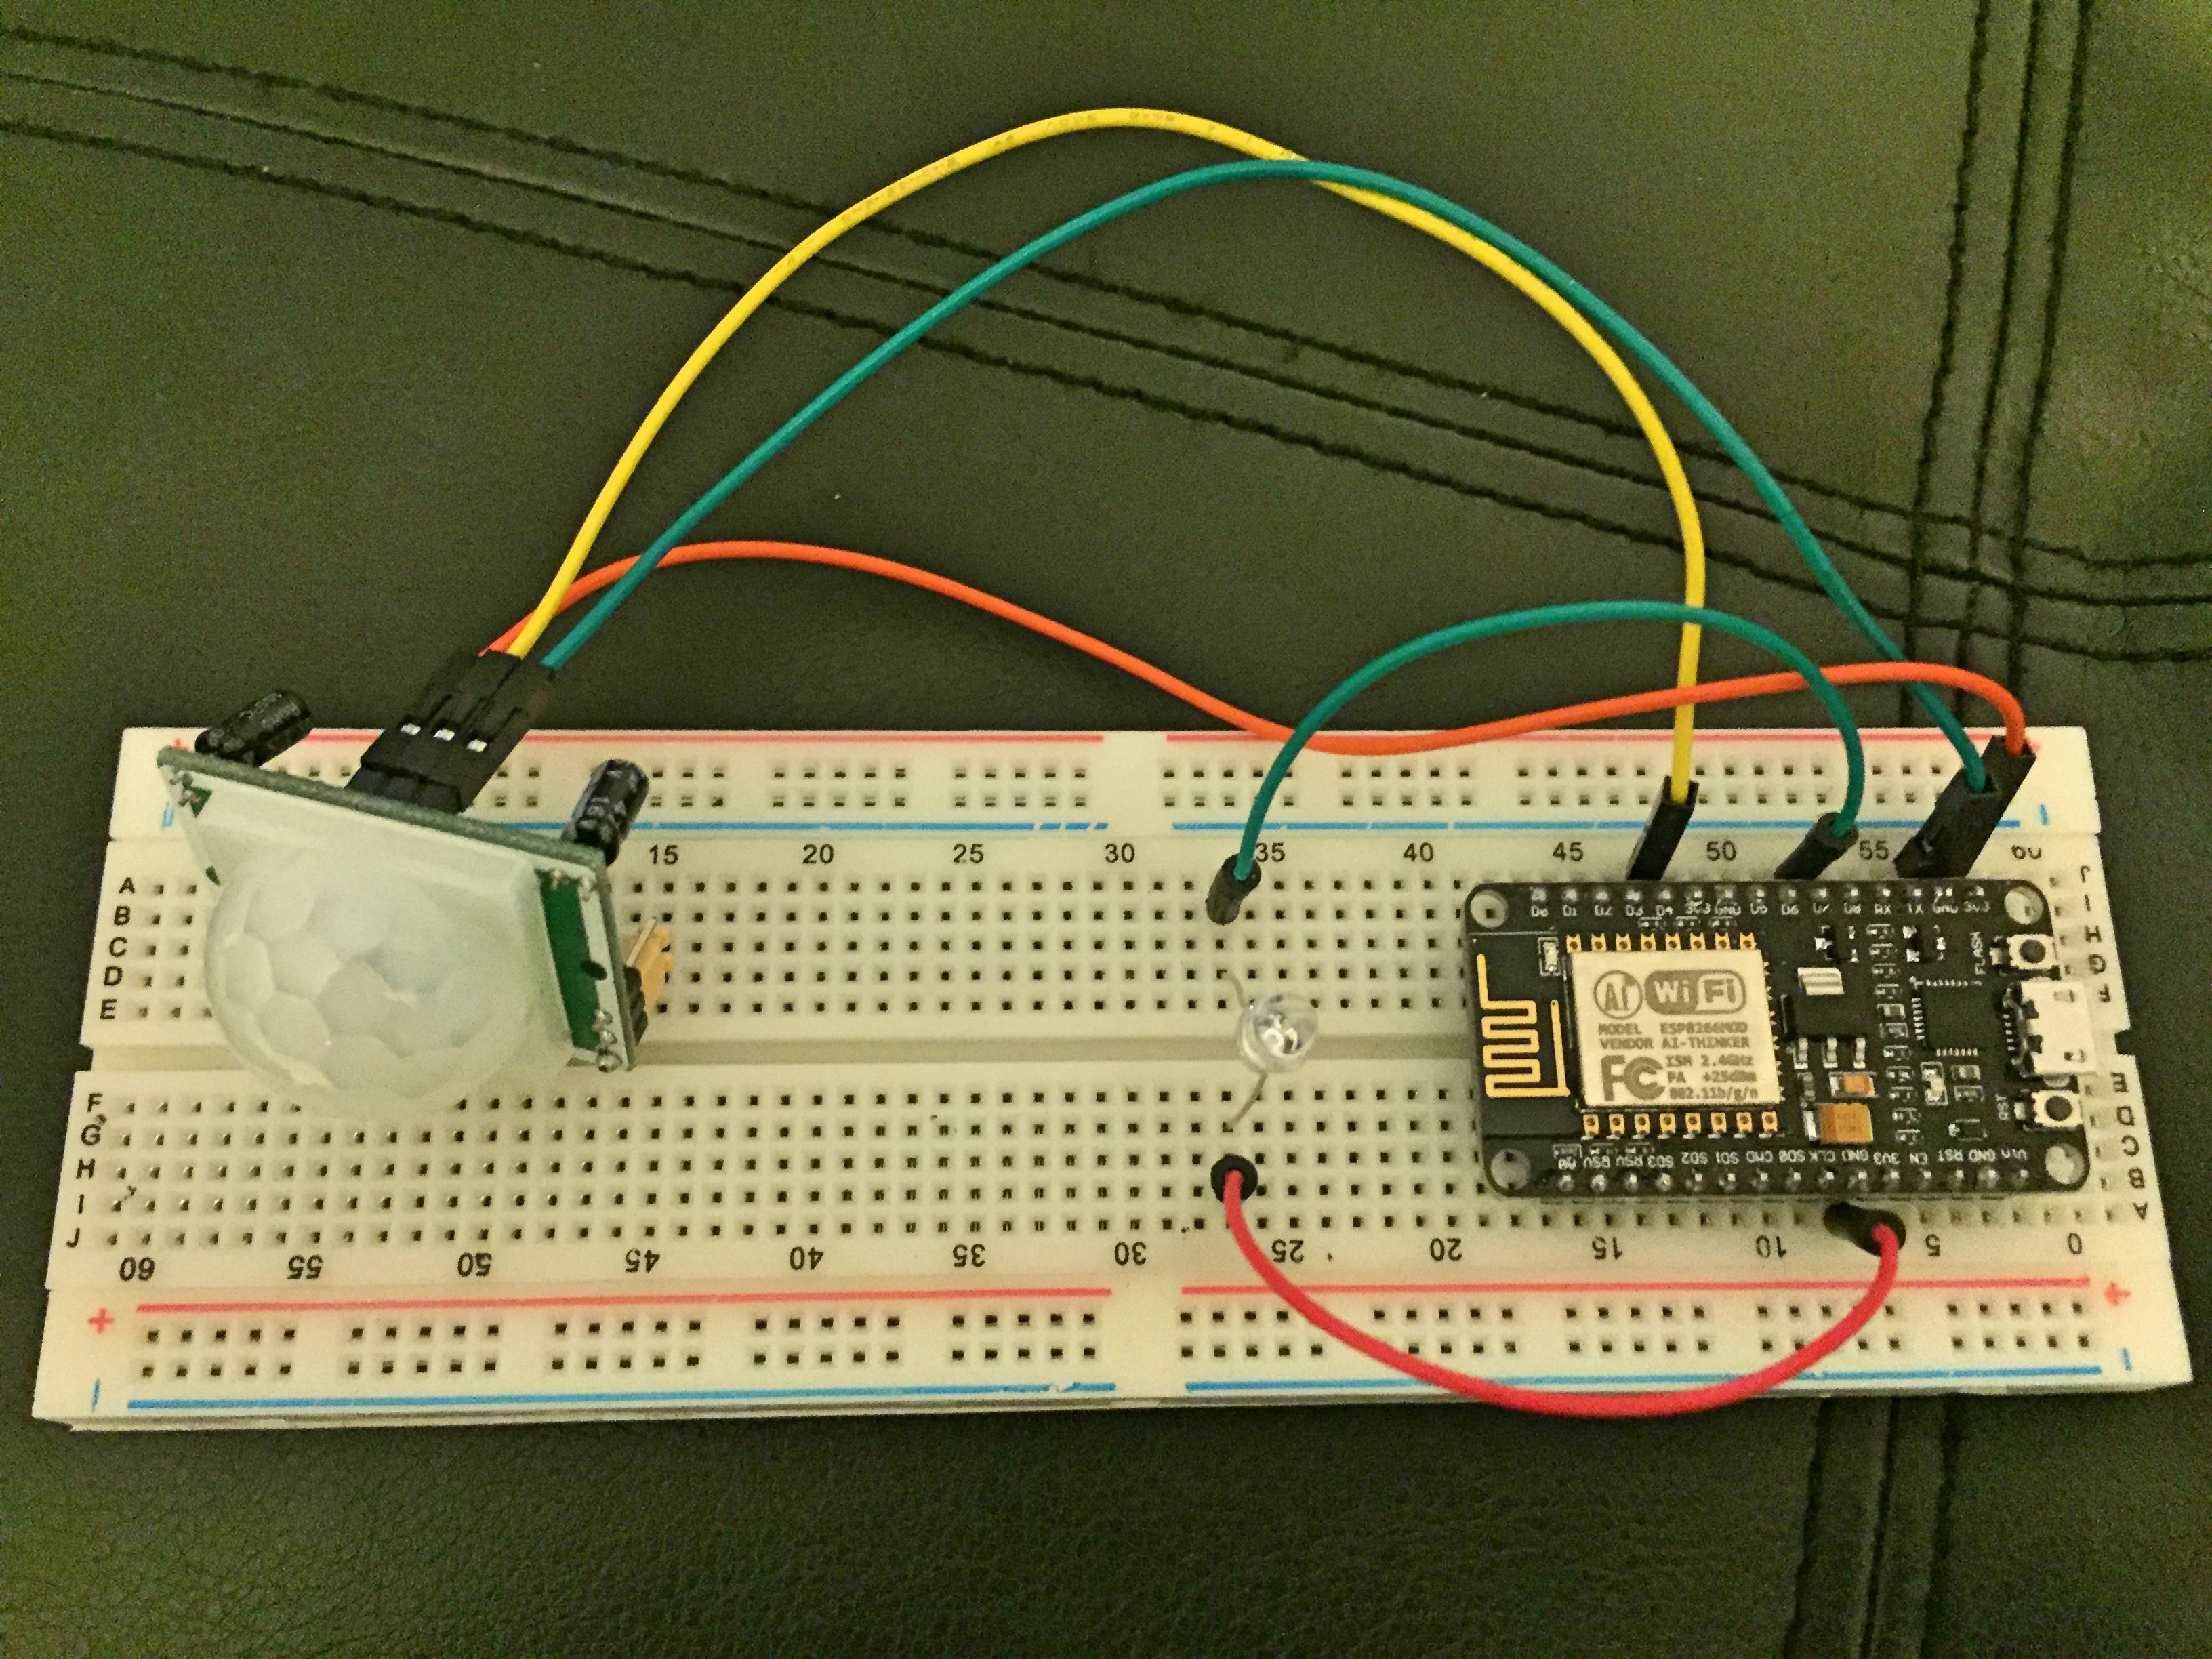 +
15 20 25 30 35 40 45 50 55 60
A J
B I
C H
D G
E F
D0 D1 D2 D3 D4 3V3 GND D5 D6 D7 D8 RX TX GND 3V3
FLASH
Ai WiFi
MODEL ESP8266MOD
VENDOR AI-THINKER
FC ISM 2.4GHz
PA +25dBm
802.11b/g/n
RST
A0 RSV RSV SD3 SD2 SD1 CMD SD0 CLK GND 3V3 EN RST GND Vin
F E
G D
H C
I B
J A
60 55 50 45 40 35 30 25 20 15 10 5 0
+ +